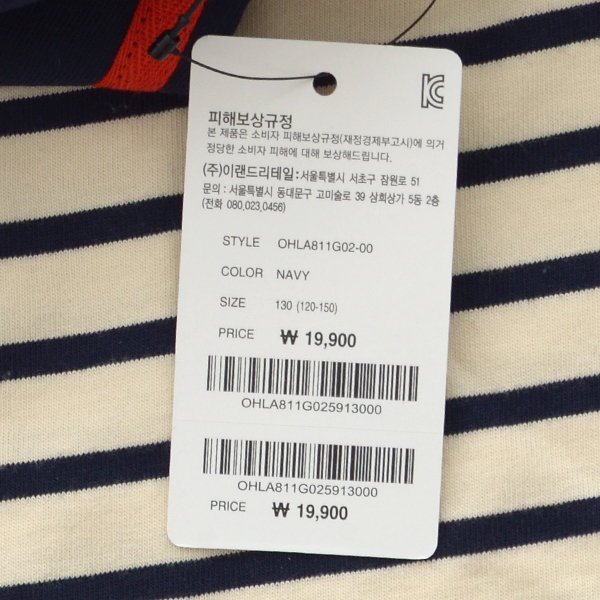 KC
피해보상규정
본 제품은 소비자 피해보상규정(재정경제부고시)에 의거
정당한 소비자 피해에 대해 보상해드립니다.
(주)이랜드리테일:서울특별시 서초구 잠원로 51
문의 : 서울특별시 동대문구 고미술로 39 삼희상가 5동 2층
(전화 080.023.0456)
STYLE OHLA811G02-00
COLOR NAVY
SIZE 130 (120-150)
PRICE ₩ 19,900
OHLA811G025913000
OHLA811G025913000
PRICE ₩ 19,900